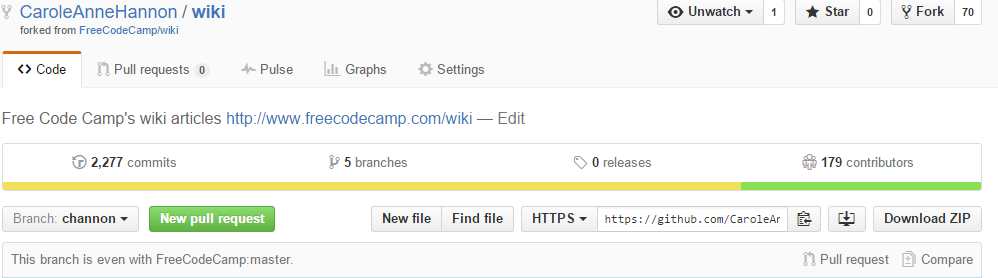 CaroleAnneHannon / wiki Unwatch 1 Star 0 Fork 70
forked from FreeCodeCamp/wiki
Code Pull requests 0 Pulse Graphs Settings
Free Code Camp's wiki articles http://www.freecodecamp.com/wiki — Edit
2,277 commits 5 branches 0 releases 179 contributors
Branch: channon New pull request New file Find file HTTPS https://github.com/CaroleAn Download ZIP
This branch is even with FreeCodeCamp:master. Pull request Compare